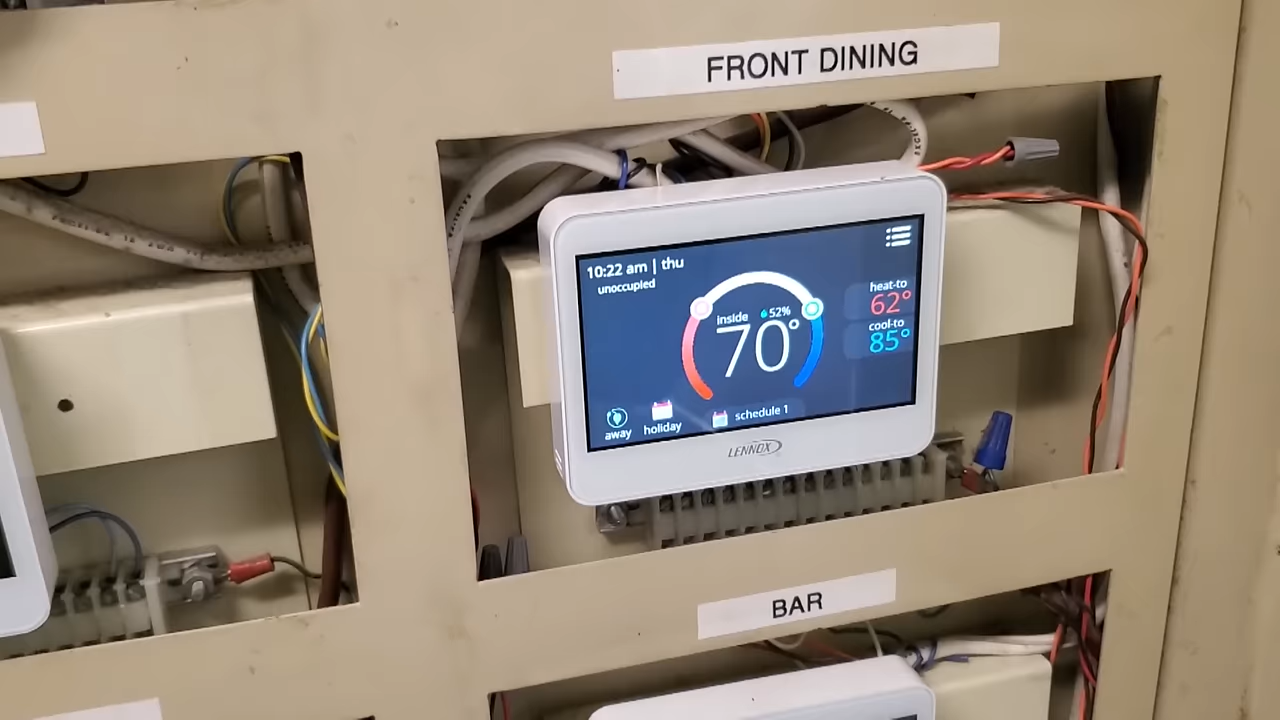 FRONT DINING
10:22 am | thu
unoccupied
inside
52%
70°
heat-to
62°
cool-to
85°
away
holiday
schedule 1
LENNOX
BAR